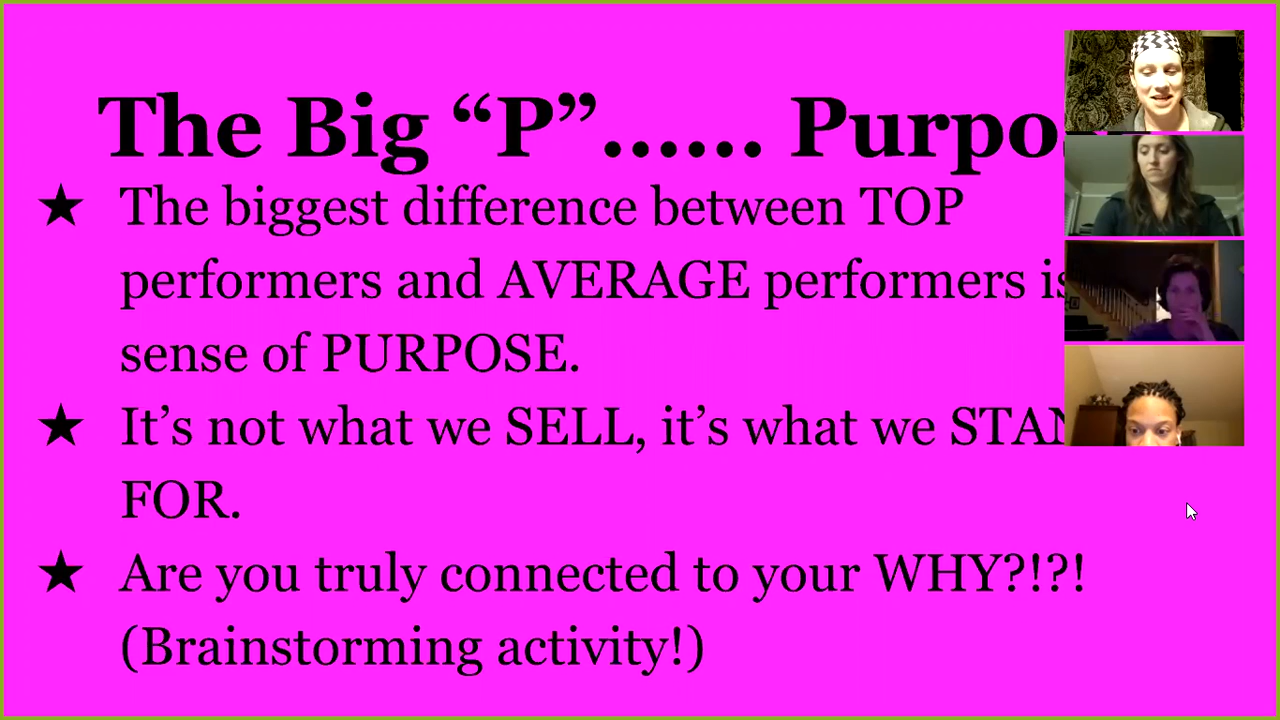 The Big “P”...... Purpo
★ The biggest difference between TOP
performers and AVERAGE performers is
sense of PURPOSE.
★ It’s not what we SELL, it’s what we STAN
FOR.
★ Are you truly connected to your WHY?!?!
(Brainstorming activity!)